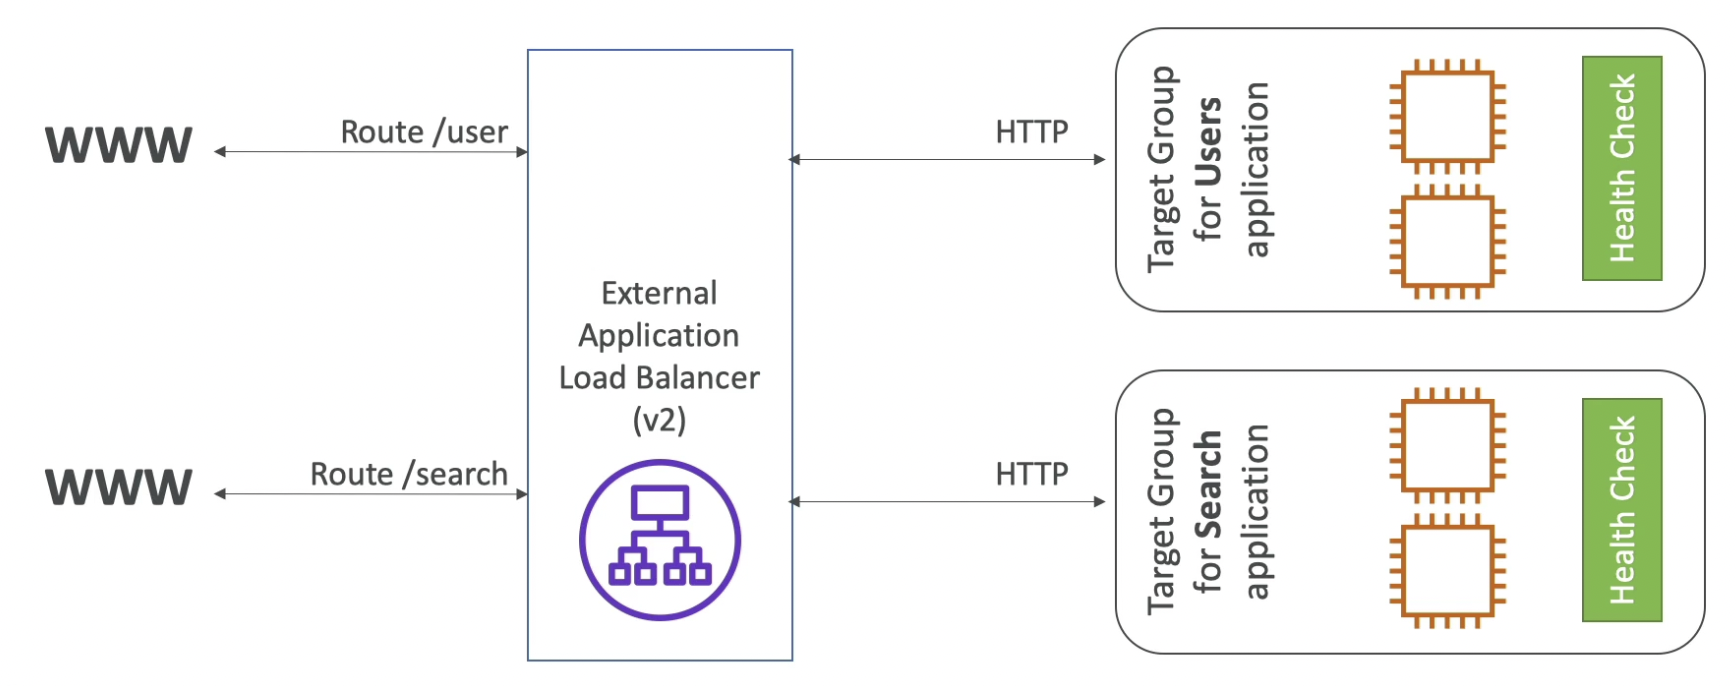 WWW
Route /user
HTTP
Target Group
for Users
application
Health Check
External
Application
Load Balancer
(v2)
WWW
Route /search
HTTP
Target Group
for Search
application
Health Check